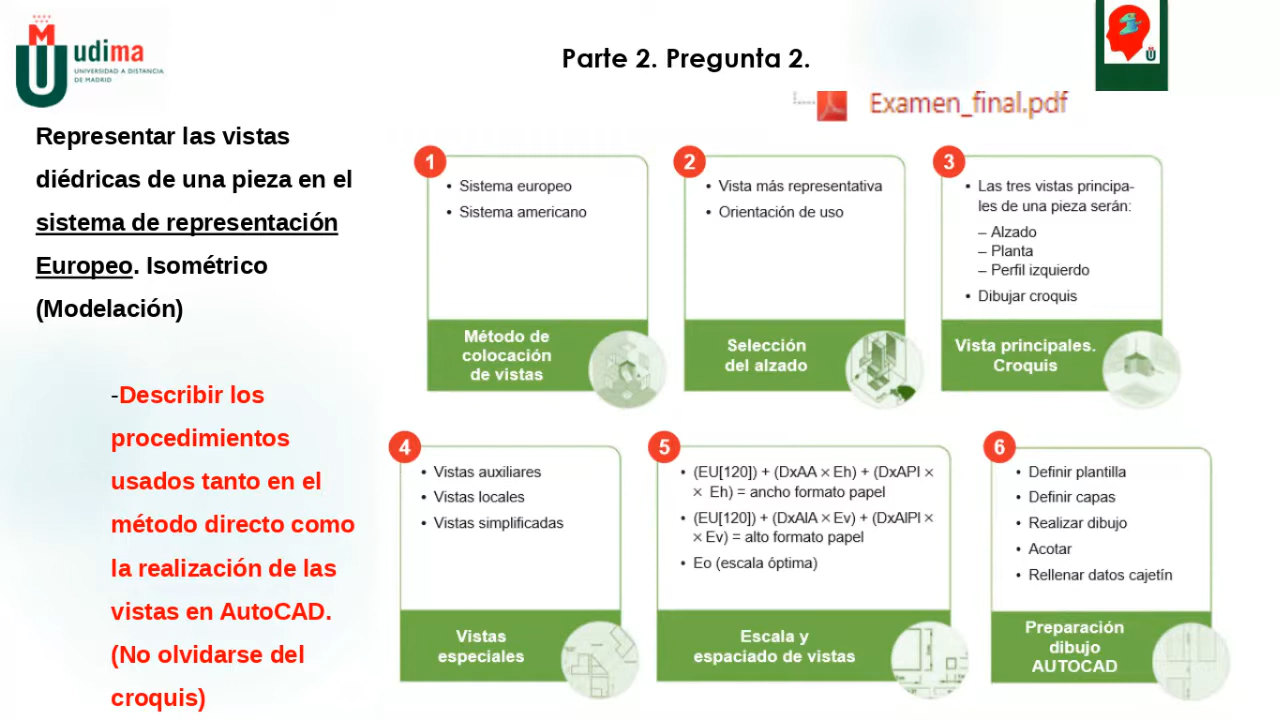 udima
UNIVERSIDAD A DISTANCIA
DE MADRID
Parte 2. Pregunta 2.
Examen_final.pdf
Representar las vistas
diédricas de una pieza en el
sistema de representación
Europeo. Isométrico
(Modelación)
-Describir los
procedimientos
usados tanto en el
método directo como
la realización de las
vistas en AutoCAD.
(No olvidarse del
croquis)
1
• Sistema europeo
• Sistema americano
Método de
colocación
de vistas
2
• Vista más representativa
• Orientación de uso
Selección
del alzado
3
• Las tres vistas principa-
les de una pieza serán:
– Alzado
– Planta
– Perfil izquierdo
• Dibujar croquis
Vista principales.
Croquis
4
• Vistas auxiliares
• Vistas locales
• Vistas simplificadas
Vistas
especiales
5
• (EU[120]) + (DxAA × Eh) + (DxAPI ×
× Eh) = ancho formato papel
• (EU[120]) + (DxAlA × Ev) + (DxAlPl ×
× Ev) = alto formato papel
• Eo (escala óptima)
Escala y
espaciado de vistas
6
• Definir plantilla
• Definir capas
• Realizar dibujo
• Acotar
• Rellenar datos cajetín
Preparación
dibujo
AUTOCAD